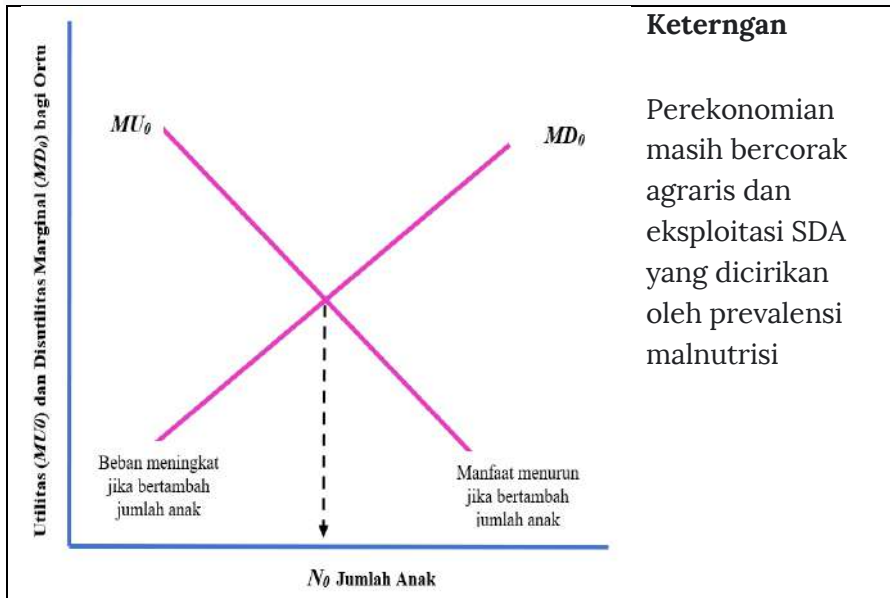 Utilitas (MU0) dan Disutilitas Marginal (MD0) bagi Ortu
MU0
MD0
Beban meningkat
jika bertambah
jumlah anak
Manfaat menurun
jika bertambah
jumlah anak
N0 Jumlah Anak
Keterngan
Perekonomian
masih bercorak
agraris dan
eksploitasi SDA
yang dicirikan
oleh prevalensi
malnutrisi